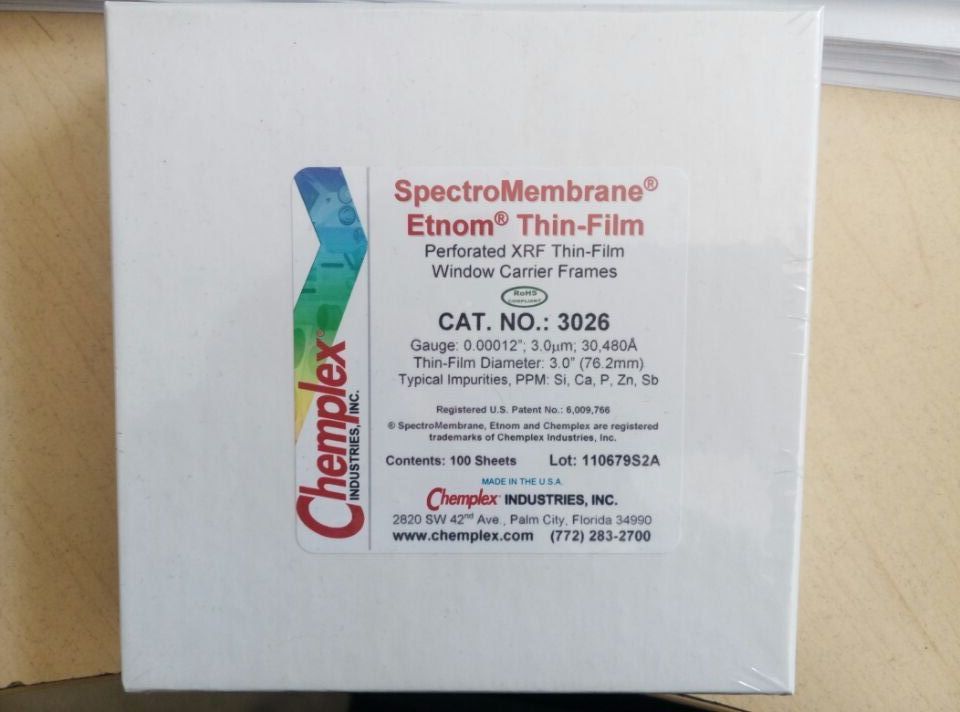 SpectroMembrane®
Etnom® Thin-Film
Perforated XRF Thin-Film
Window Carrier Frames
RoHS
COMPLIANT
CAT. NO.: 3026
Gauge: 0.00012"; 3.0µm; 30,480Å
Thin-Film Diameter: 3.0" (76.2mm)
Typical Impurities, PPM: Si, Ca, P, Zn, Sb
Registered U.S. Patent No.: 6,009,766
® SpectroMembrane, Etnom and Chemplex are registered
trademarks of Chemplex Industries, Inc.
Contents: 100 Sheets Lot: 110679S2A
MADE IN THE U.S.A.
Chemplex® INDUSTRIES, INC.
2820 SW 42nd Ave., Palm City, Florida 34990
www.chemplex.com (772) 283-2700
Chemplex®
INDUSTRIES, INC.